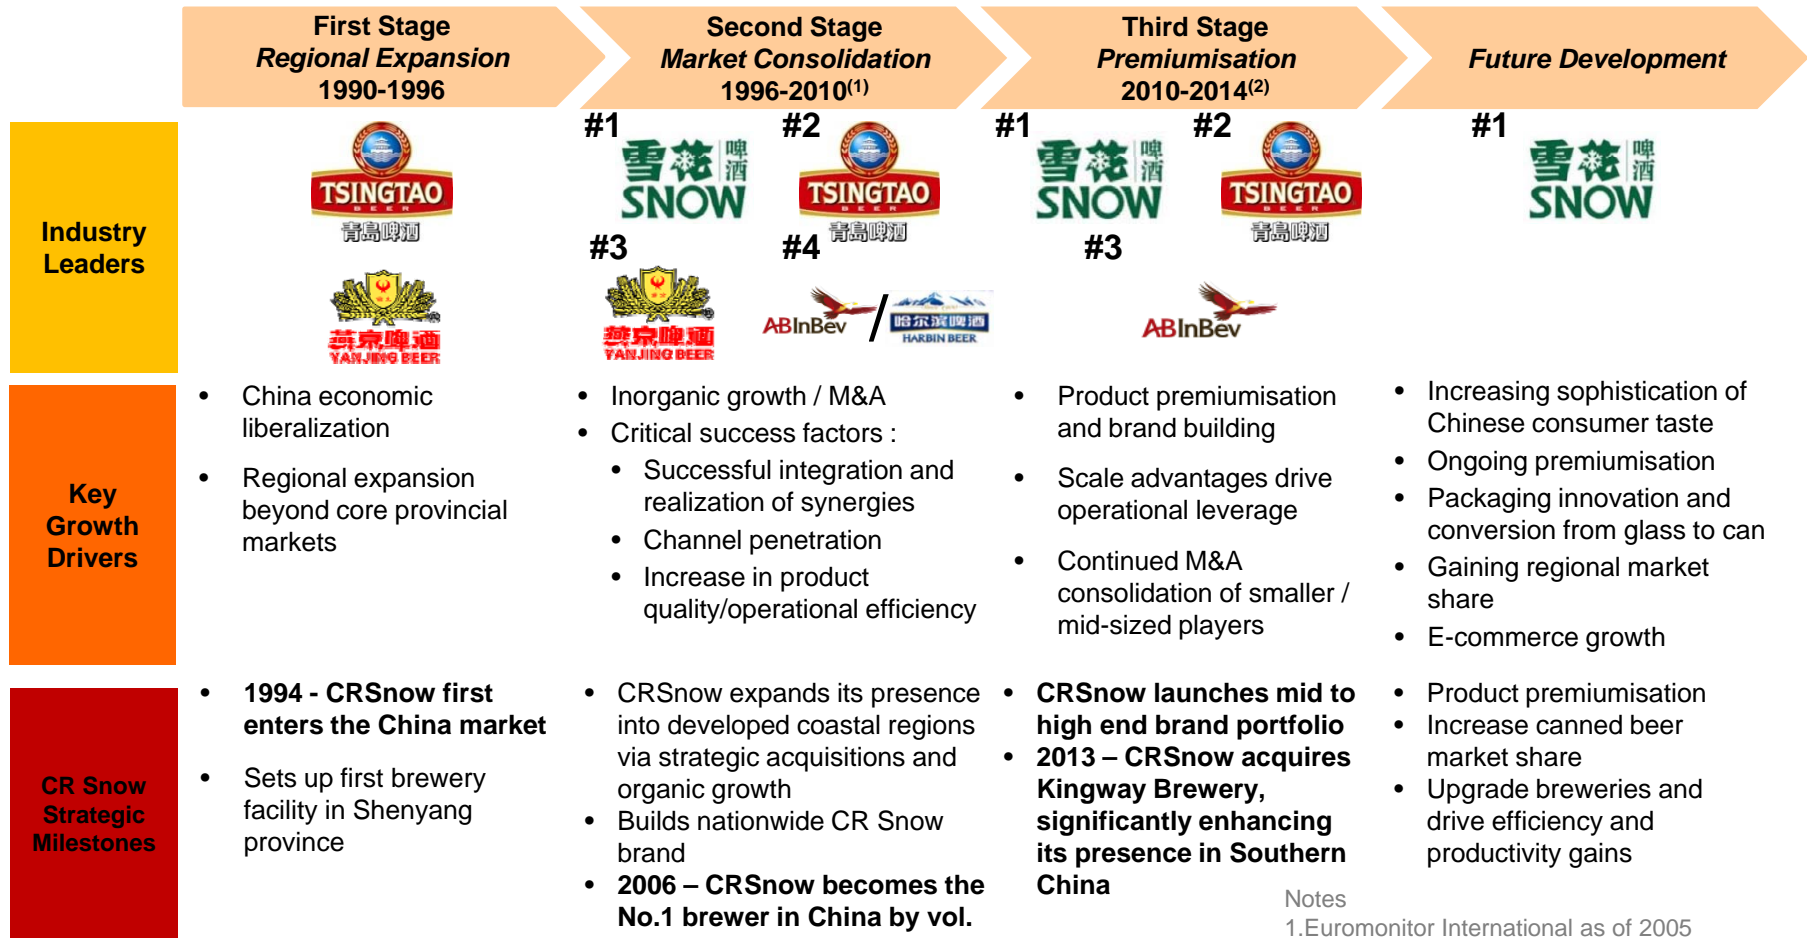 First Stage
Regional Expansion
1990-1996
Second Stage
Market Consolidation
1996-2010(1)
Third Stage
Premiumisation
2010-2014(2)
Future Development
Industry
Leaders
TSINGTAO
BEER
青島啤酒
燕京啤酒
YANJING BEER
#1
雪花 啤酒
SNOW
#2
TSINGTAO
BEER
青島啤酒
#3
燕京啤酒
YANJING BEER
#4
ABInBev
/
哈尔滨啤酒
HARBIN BEER
#1
雪花 啤酒
SNOW
#2
TSINGTAO
BEER
青島啤酒
#3
ABInBev
#1
雪花 啤酒
SNOW
Key
Growth
Drivers
• China economic
liberalization
• Regional expansion
beyond core provincial
markets
• Inorganic growth / M&A
• Critical success factors :
• Successful integration and
realization of synergies
• Channel penetration
• Increase in product
quality/operational efficiency
• Product premiumisation
and brand building
• Scale advantages drive
operational leverage
• Continued M&A
consolidation of smaller /
mid-sized players
• Increasing sophistication of
Chinese consumer taste
• Ongoing premiumisation
• Packaging innovation and
conversion from glass to can
• Gaining regional market
share
• E-commerce growth
CR Snow
Strategic
Milestones
• 1994 - CRSnow first
enters the China market
• Sets up first brewery
facility in Shenyang
province
• CRSnow expands its presence
into developed coastal regions
via strategic acquisitions and
organic growth
• Builds nationwide CR Snow
brand
• 2006 – CRSnow becomes the
No.1 brewer in China by vol.
• CRSnow launches mid to
high end brand portfolio
• 2013 – CRSnow acquires
Kingway Brewery,
significantly enhancing
its presence in Southern
China
• Product premiumisation
• Increase canned beer
market share
• Upgrade breweries and
drive efficiency and
productivity gains
Notes
1.Euromonitor International as of 2005